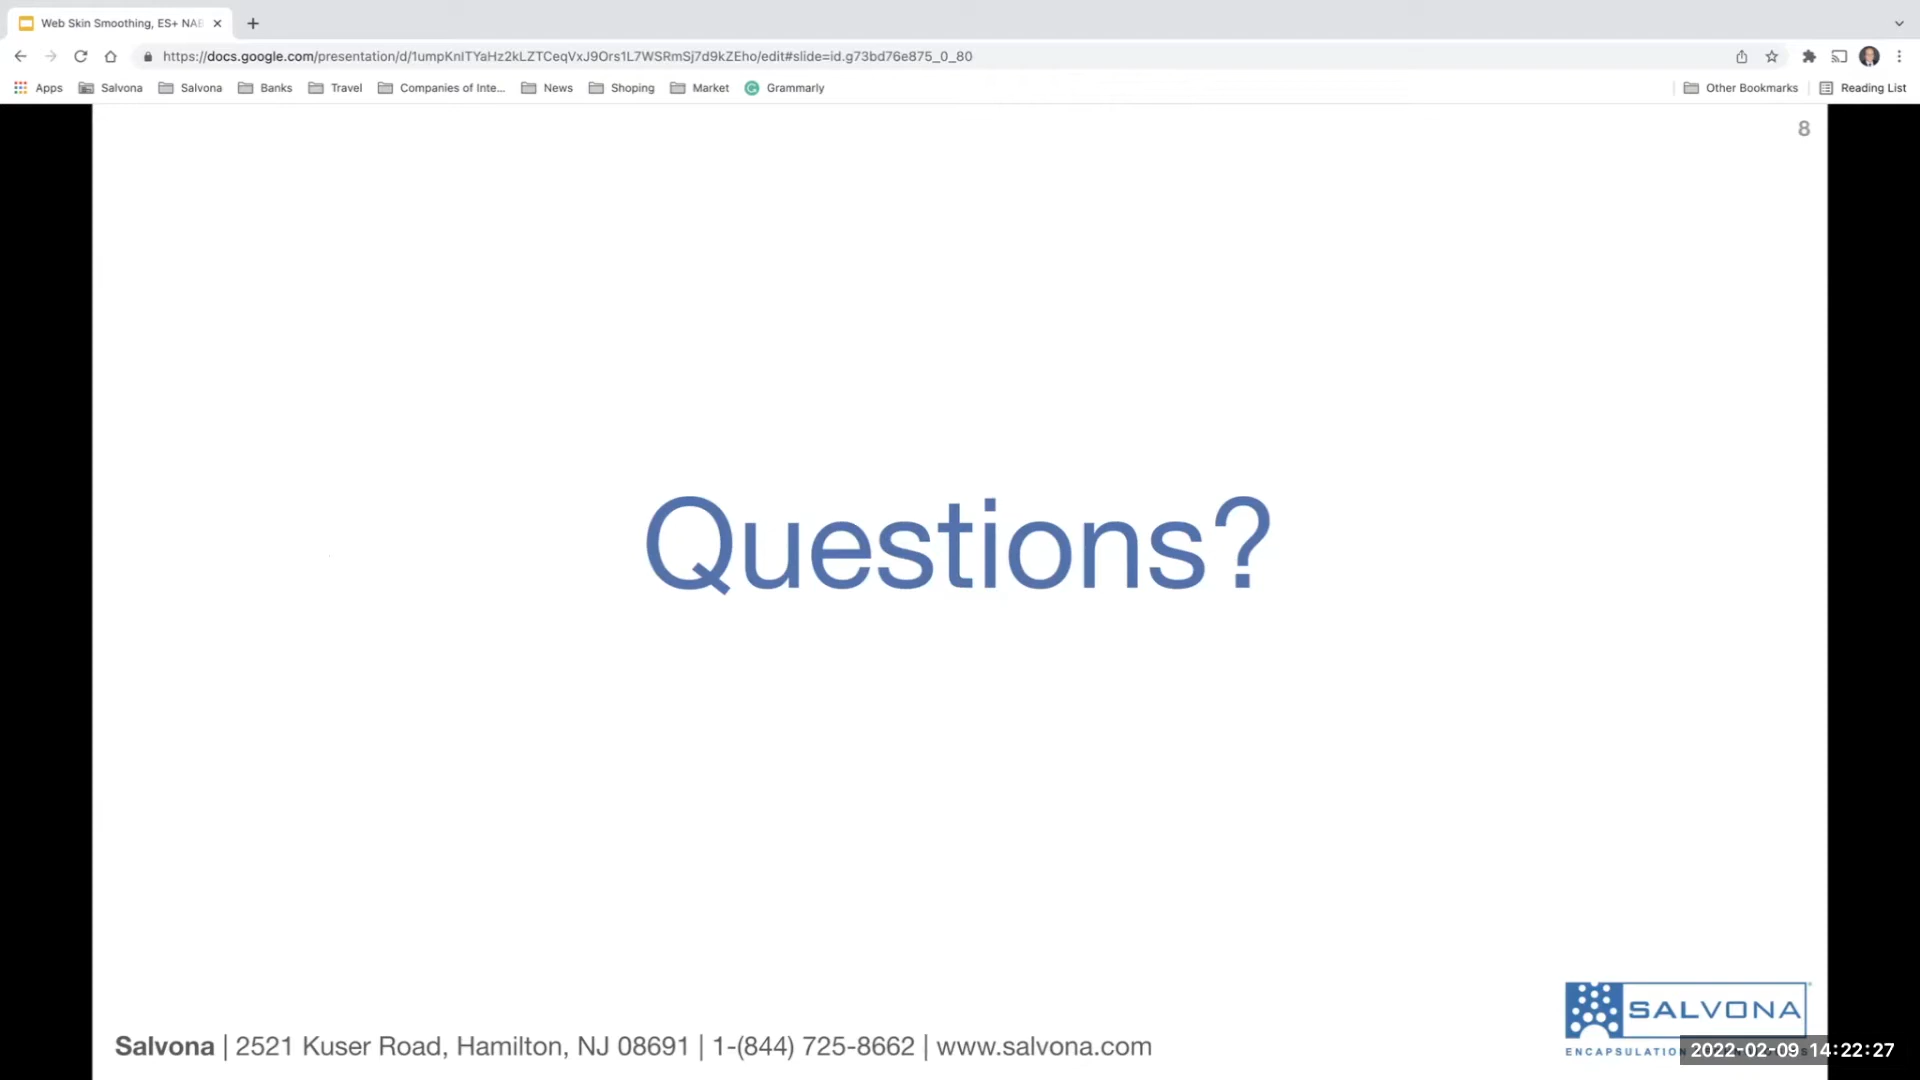 Web Skin Smoothing, ES+ NAB
https://docs.google.com/presentation/d/1umpKnITYaHz2kLZTCeqVxJ9Ors1L7WSRmSj7d9kZEho/edit#slide=id.g73bd76e875_0_80
Apps Salvona Salvona Banks Travel Companies of Inte... News Shoping Market Grammarly Other Bookmarks Reading List
8
Questions?
SALVONA
ENCAPSULATION
Salvona | 2521 Kuser Road, Hamilton, NJ 08691 | 1-(844) 725-8662 | www.salvona.com
2022-02-09 14:22:27